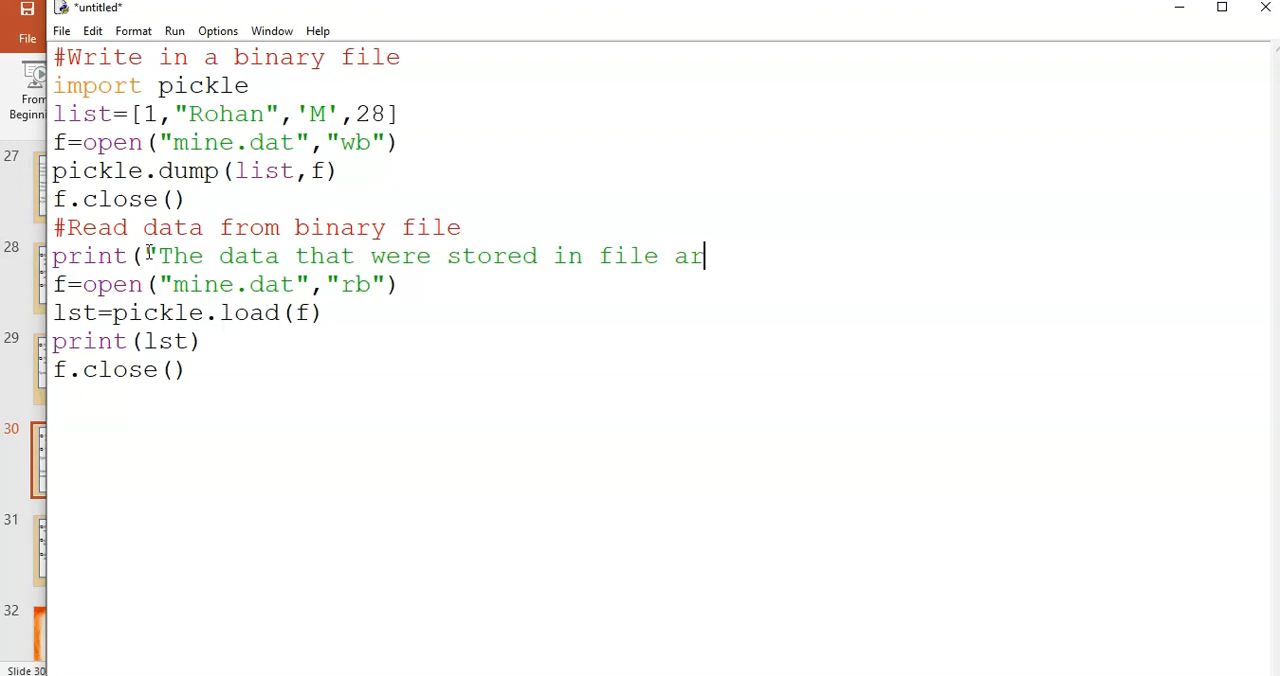 *untitled*
File
File Edit Format Run Options Window Help
From
Beginn
#Write in a binary file
import pickle
list=[1,"Rohan",'M',28]
f=open("mine.dat","wb")
pickle.dump(list,f)
f.close()
#Read data from binary file
print("The data that were stored in file ar
f=open("mine.dat","rb")
lst=pickle.load(f)
print(lst)
f.close()
27
28
29
30
31
32
Slide 30